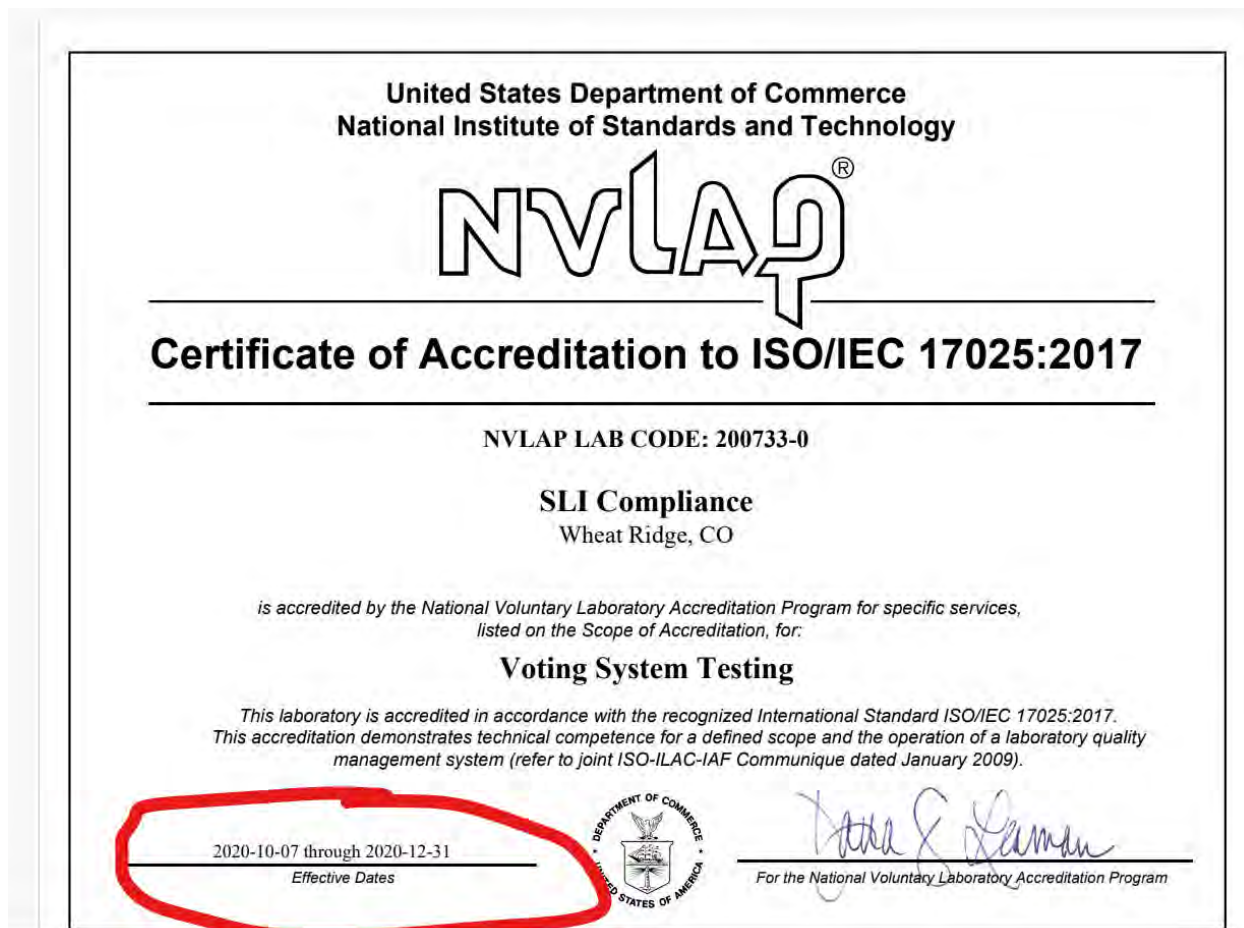 United States Department of Commerce
National Institute of Standards and Technology
NVLAP®
Certificate of Accreditation to ISO/IEC 17025:2017
NVLAP LAB CODE: 200733-0
SLI Compliance
Wheat Ridge, CO
is accredited by the National Voluntary Laboratory Accreditation Program for specific services,
listed on the Scope of Accreditation, for:
Voting System Testing
This laboratory is accredited in accordance with the recognized International Standard ISO/IEC 17025:2017.
This accreditation demonstrates technical competence for a defined scope and the operation of a laboratory quality
management system (refer to joint ISO-ILAC-IAF Communique dated January 2009).
2020-10-07 through 2020-12-31
Effective Dates
DEPARTMENT OF COMMERCE
UNITED STATES OF AMERICA
Dana S. Leaman
For the National Voluntary Laboratory Accreditation Program